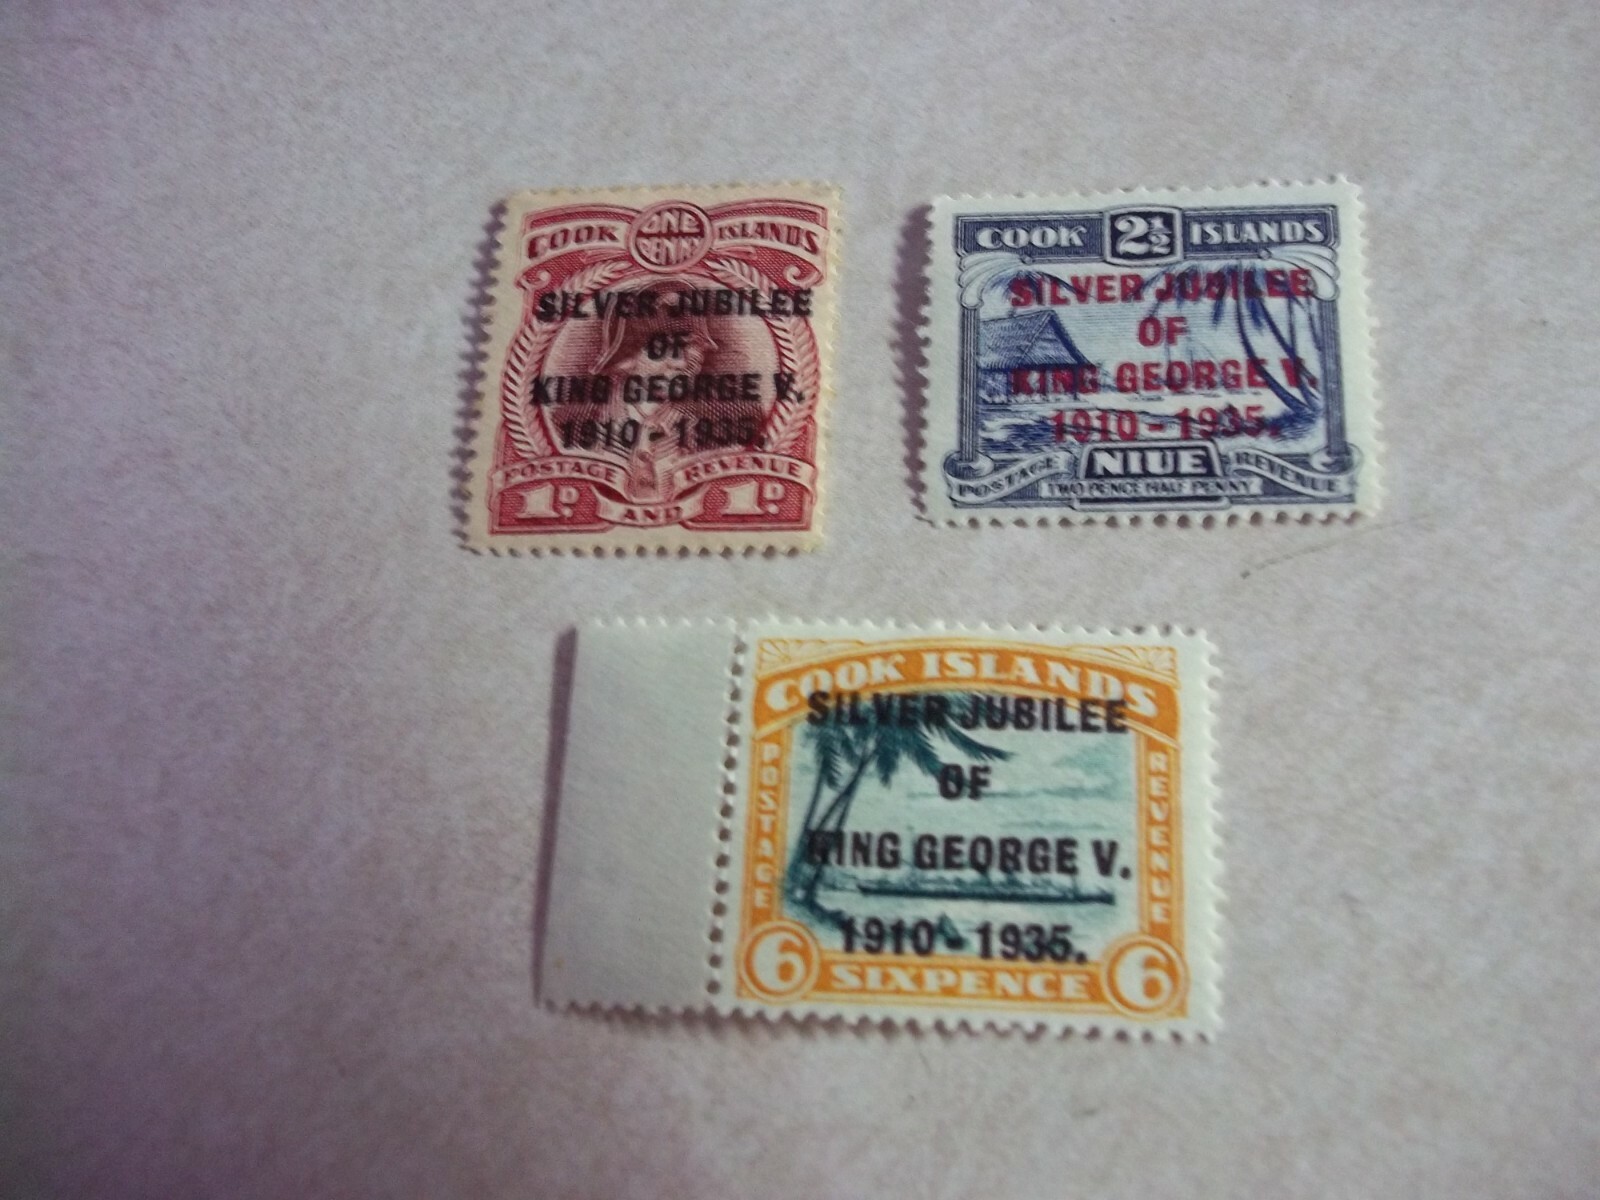 COOK ONE PENNY ISLANDS
SILVER JUBILEE
OF
KING GEORGE V.
1910 - 1935.
POSTAGE AND REVENUE
1D 1D
COOK 2½ ISLANDS
SILVER JUBILEE
OF
KING GEORGE V.
1910 - 1935.
POSTAGE NIUE REVENUE
TWO PENCE HALF PENNY
COOK ISLANDS
SILVER JUBILEE
OF
KING GEORGE V.
1910 - 1935.
POSTAGE
REVENUE
6 SIXPENCE 6